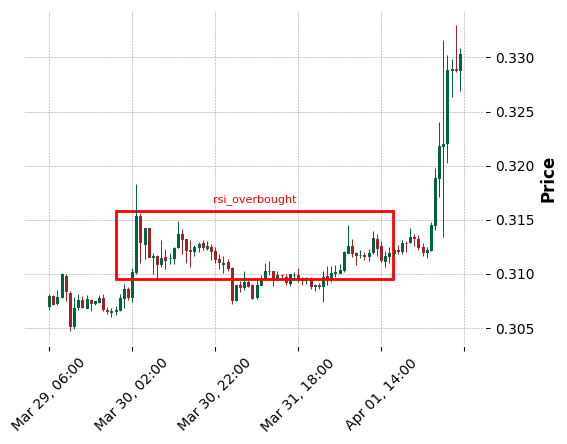 rsi_overbought
0.330
0.325
0.320
0.315
0.310
0.305
Price
Mar 29, 06:00
Mar 30, 02:00
Mar 30, 22:00
Mar 31, 18:00
Apr 01, 14:00